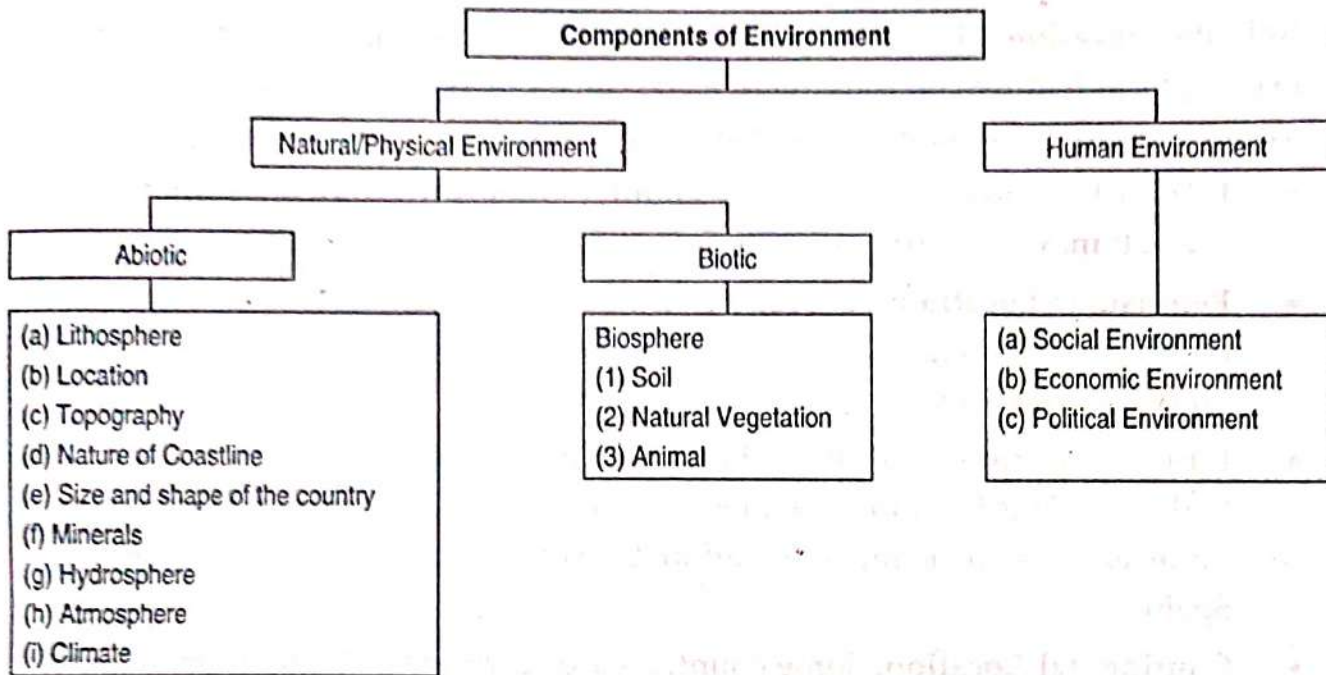 Components of Environment
Natural/Physical Environment
Human Environment
Abiotic
Biotic
(a) Lithosphere
(b) Location
(c) Topography
(d) Nature of Coastline
(e) Size and shape of the country
(f) Minerals
(g) Hydrosphere
(h) Atmosphere
(i) Climate
Biosphere
(1) Soil
(2) Natural Vegetation
(3) Animal
(a) Social Environment
(b) Economic Environment
(c) Political Environment